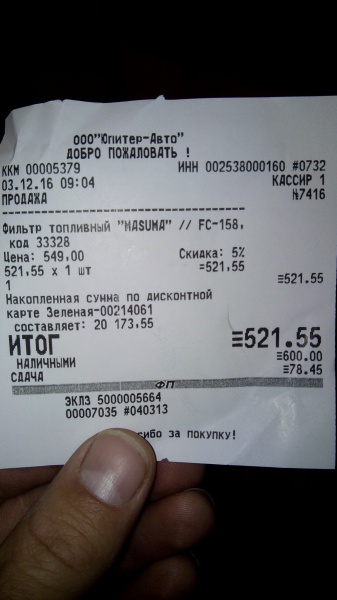 ООО"Юпитер-Авто"
ДОБРО ПОЖАЛОВАТЬ !
ККМ 00005379 ИНН 002538000160 #0732
03.12.16 09:04 КАССИР 1
ПРОДАЖА №7416
Фильтр топливный "MASUMA" // FC-158,
код 33328
Цена: 549,00 Скидка: 5%
521,55 x 1 шт =521,55
1 ≡521.55
Накопленная сумма по дисконтной
карте Зеленая-00214061
составляет: 20 173,55
ИТОГ ≡521.55
НАЛИЧНЫМИ ≡600.00
СДАЧА ≡78.45
ФП
ЭКЛЗ 5000005664
00007035 #040313
за покупку!